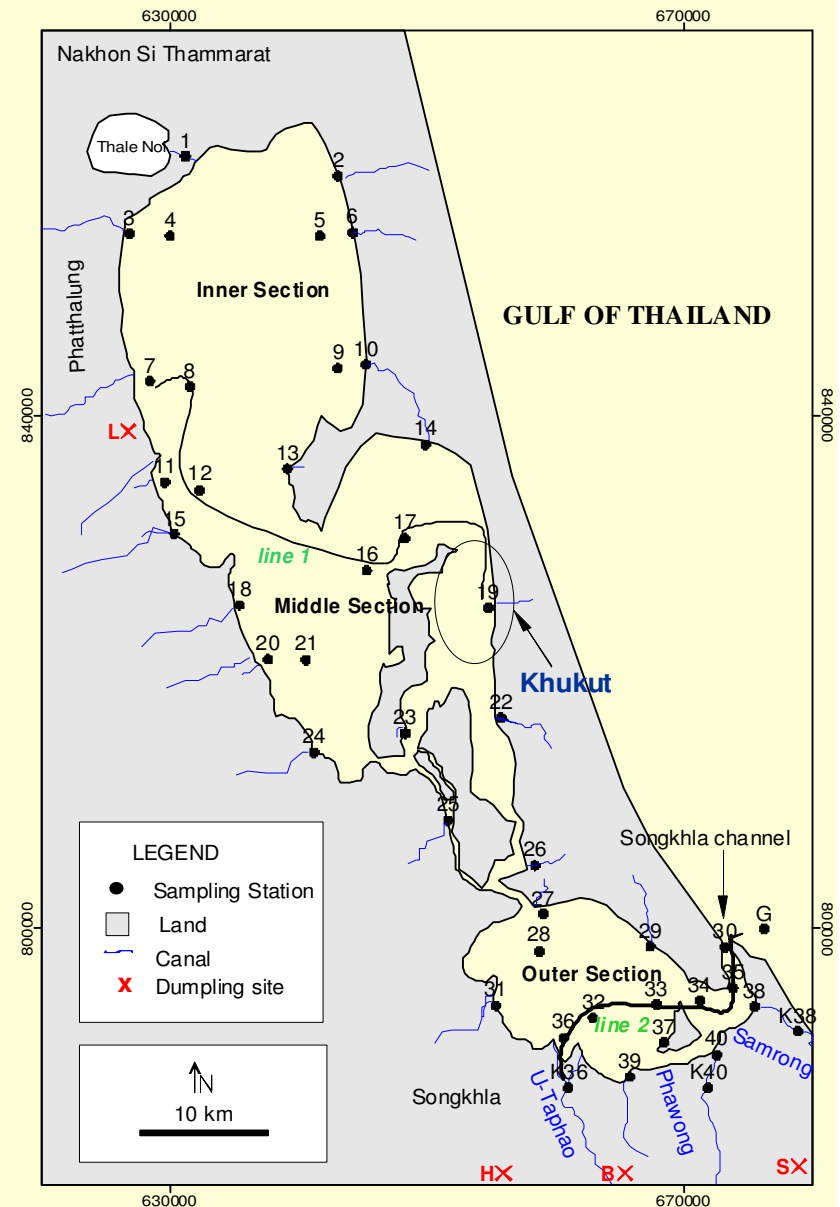 630000
670000
Nakhon Si Thammarat
Thale Noi
1
2
3
4
5
6
Inner Section
Phatthalung
GULF OF THAILAND
7
8
9
10
840000
840000
L
14
13
11
12
15
17
line 1
16
18
Middle Section
19
20
21
Khukut
22
23
24
25
Songkhla channel
26
LEGEND
Sampling Station
Land
Canal
X
Dumpling site
27
G
800000
800000
28
29
30
Outer Section
35
31
32
33
34
38
K38
36
line 2
37
40
Samrong
K36
39
K40
N
10 km
Songkhla
U-Taphao
Phawong
H
B
S
630000
670000